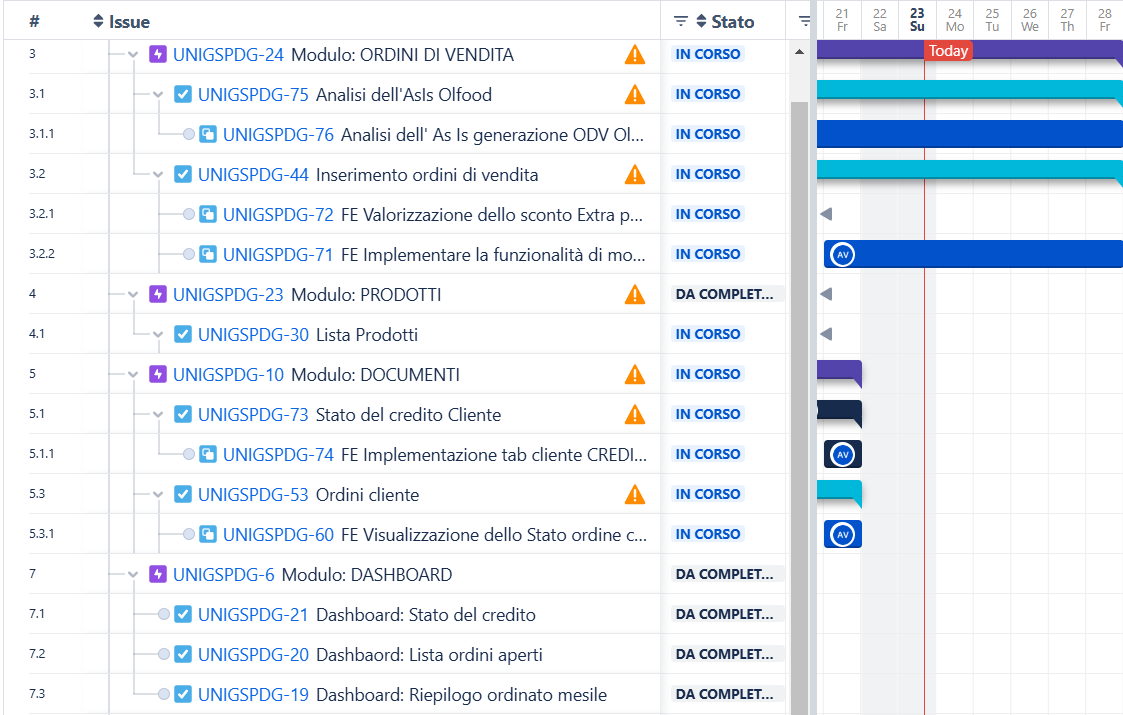 # Issue Stato 21 22 23 24 25 26 27 28
Fr Sa Su Mo Tu We Th Fr
3 UNIGSPDG-24 Modulo: ORDINI DI VENDITA IN CORSO Today
3.1 UNIGSPDG-75 Analisi dell'AsIs Olfood IN CORSO
3.1.1 UNIGSPDG-76 Analisi dell' As Is generazione ODV Ol... IN CORSO
3.2 UNIGSPDG-44 Inserimento ordini di vendita IN CORSO
3.2.1 UNIGSPDG-72 FE Valorizzazione dello sconto Extra p... IN CORSO
3.2.2 UNIGSPDG-71 FE Implementare la funzionalità di mo... IN CORSO AV
4 UNIGSPDG-23 Modulo: PRODOTTI DA COMPLET...
4.1 UNIGSPDG-30 Lista Prodotti IN CORSO
5 UNIGSPDG-10 Modulo: DOCUMENTI IN CORSO
5.1 UNIGSPDG-73 Stato del credito Cliente IN CORSO
5.1.1 UNIGSPDG-74 FE Implementazione tab cliente CREDI... IN CORSO AV
5.3 UNIGSPDG-53 Ordini cliente IN CORSO
5.3.1 UNIGSPDG-60 FE Visualizzazione dello Stato ordine c... IN CORSO AV
7 UNIGSPDG-6 Modulo: DASHBOARD DA COMPLET...
7.1 UNIGSPDG-21 Dashboard: Stato del credito DA COMPLET...
7.2 UNIGSPDG-20 Dashbaord: Lista ordini aperti DA COMPLET...
7.3 UNIGSPDG-19 Dashboard: Riepilogo ordinato mesile DA COMPLET...